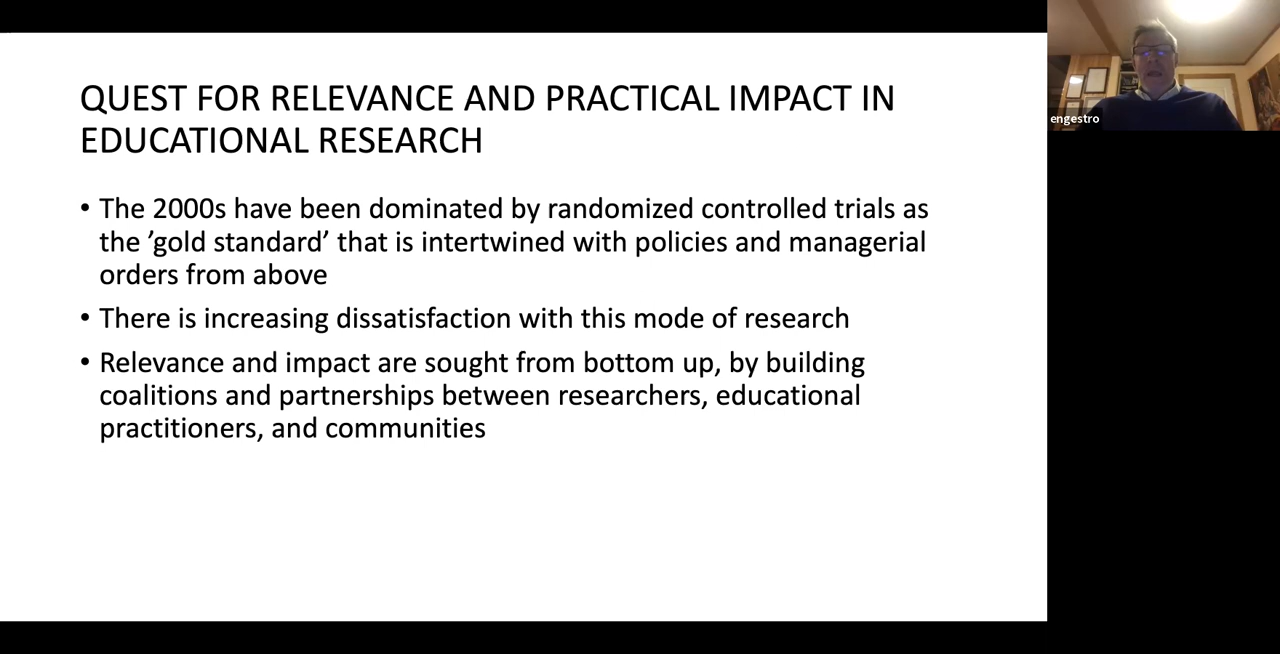 QUEST FOR RELEVANCE AND PRACTICAL IMPACT IN
EDUCATIONAL RESEARCH
• The 2000s have been dominated by randomized controlled trials as
the ’gold standard’ that is intertwined with policies and managerial
orders from above
• There is increasing dissatisfaction with this mode of research
• Relevance and impact are sought from bottom up, by building
coalitions and partnerships between researchers, educational
practitioners, and communities
engestro